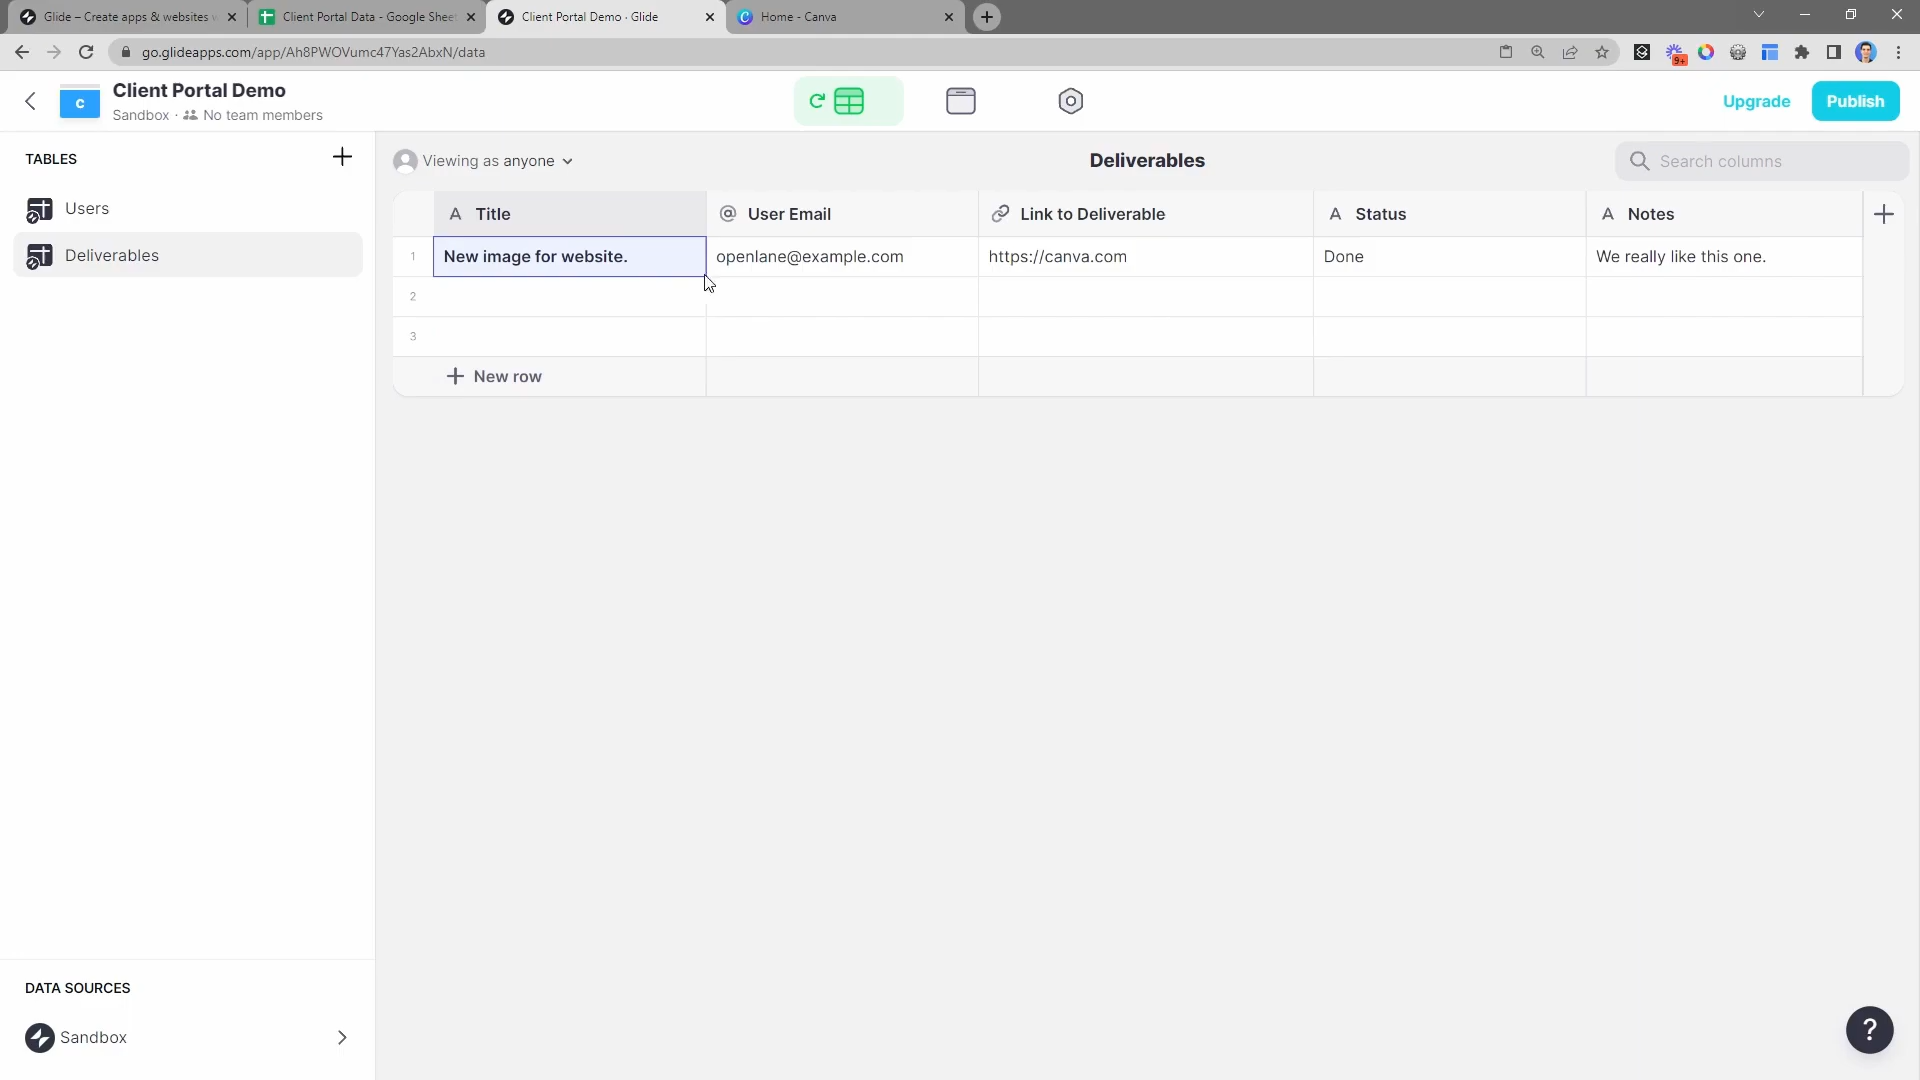 Glide – Create apps & websites w
Client Portal Data - Google Sheet
Client Portal Demo · Glide
Home - Canva
go.glideapps.com/app/Ah8PWOVumc47Yas2AbxN/data
9+
C
Client Portal Demo
Sandbox · No team members
Upgrade
Publish
TABLES
Users
Deliverables
Viewing as anyone
Deliverables
Search columns
Title
User Email
Link to Deliverable
Status
Notes
1
New image for website.
openlane@example.com
https://canva.com
Done
We really like this one.
2
3
New row
DATA SOURCES
Sandbox
?